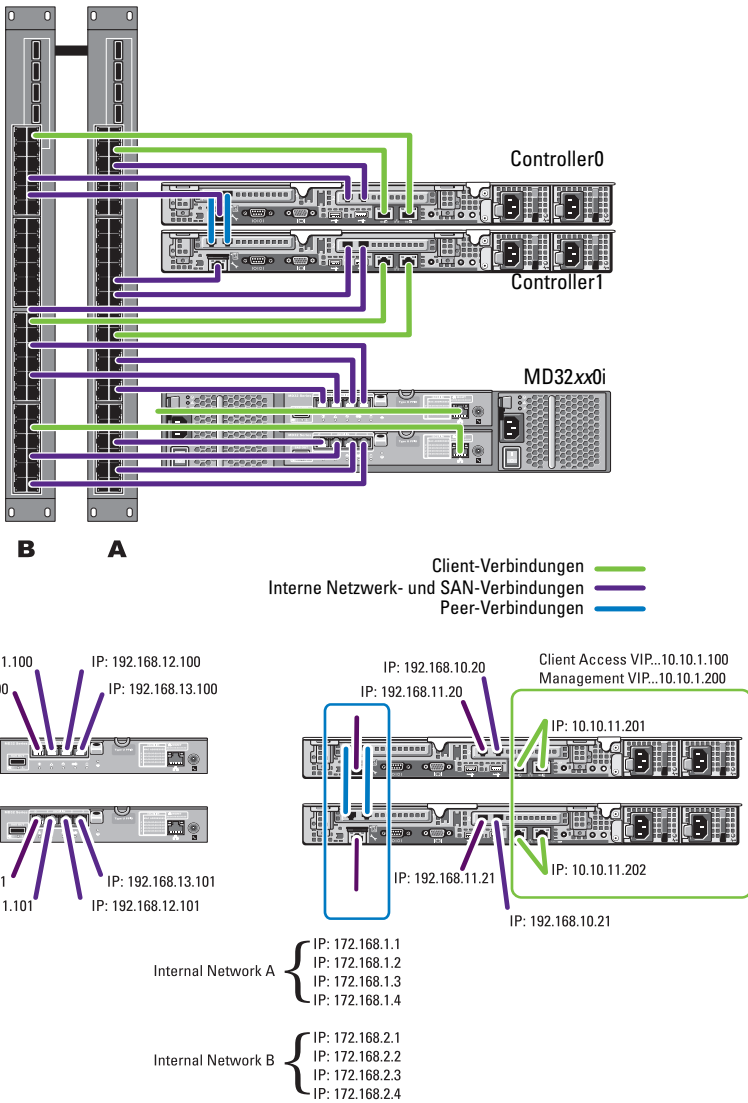 Controller0
Controller1
MD32xx0i
B
A
Client-Verbindungen
Interne Netzwerk- und SAN-Verbindungen
Peer-Verbindungen
1.100
IP: 192.168.12.100
00
IP: 192.168.13.100
1
IP: 192.168.13.101
1.101
IP: 192.168.12.101
IP: 192.168.10.20
IP: 192.168.11.20
Client Access VIP...10.10.1.100
Management VIP...10.10.1.200
IP: 10.10.11.201
IP: 10.10.11.202
IP: 192.168.11.21
IP: 192.168.10.21
Internal Network A
IP: 172.168.1.1
IP: 172.168.1.2
IP: 172.168.1.3
IP: 172.168.1.4
Internal Network B
IP: 172.168.2.1
IP: 172.168.2.2
IP: 172.168.2.3
IP: 172.168.2.4